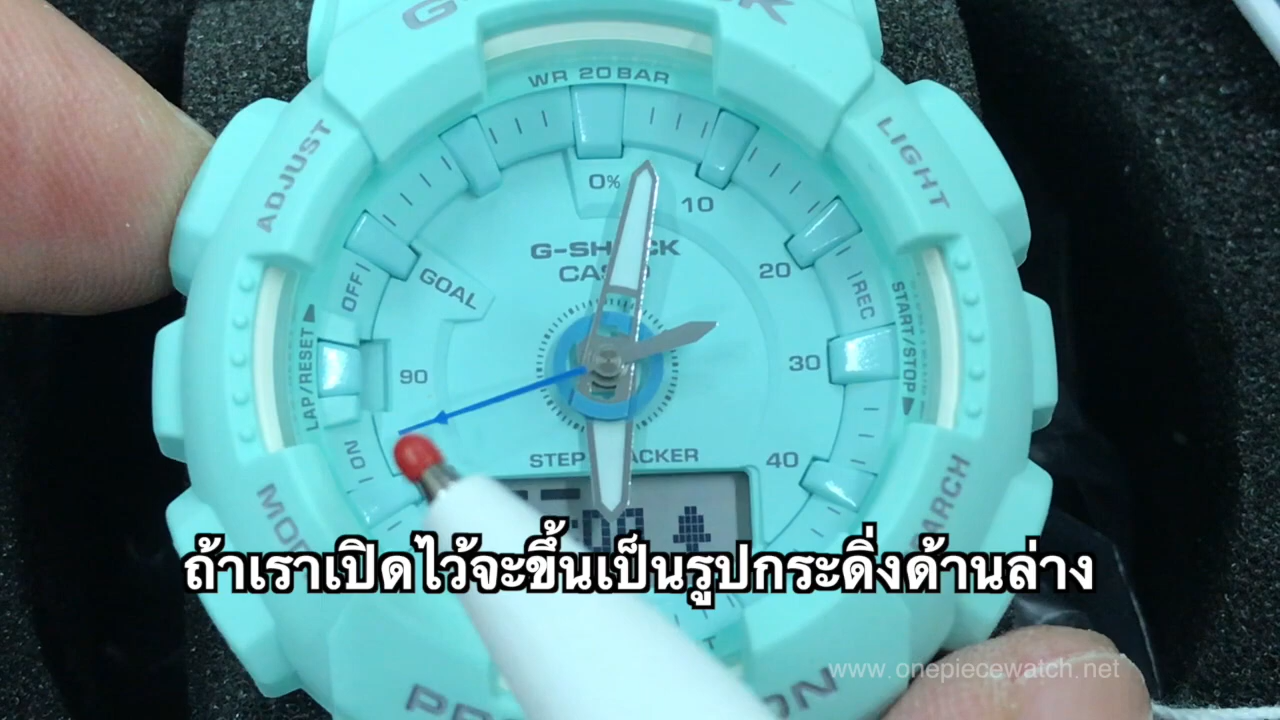 WR 20 BAR
ADJUST
LIGHT
0%
10
G-SHOCK
CASIO
20
GOAL
OFF
REC
START/STOP
LAP/RESET
90
30
ON
STEP TRACKER
40
ถ้าเราเปิดไว้จะขึ้นเป็นรูปกระดิ่งด้านล่าง
www.onepiecewatch.net